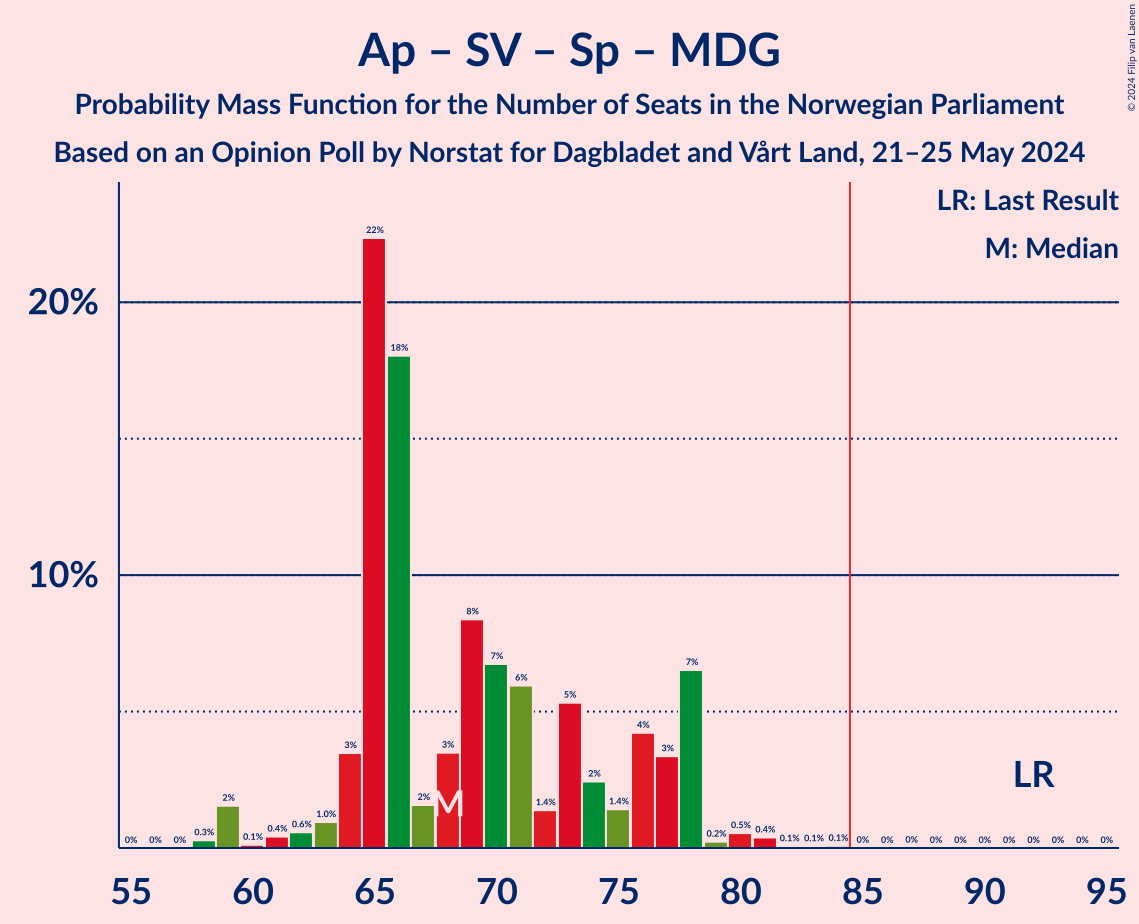 Ap – SV – Sp – MDG
Probability Mass Function for the Number of Seats in the Norwegian Parliament
Based on an Opinion Poll by Norstat for Dagbladet and Vårt Land, 21–25 May 2024
© 2024 Filip van Laenen
LR: Last Result
M: Median
20%
10%
0% 0% 0% 0.3% 2% 0.1% 0.4% 0.6% 1.0% 3% 22% 18% 2% 3% 8% 7% 6% 1.4% 5% 2% 1.4% 4% 3% 7% 0.2% 0.5% 0.4% 0.1% 0.1% 0.1% 0% 0% 0% 0% 0% 0% 0% 0% 0% 0% 0%
M
LR
55 60 65 70 75 80 85 90 95